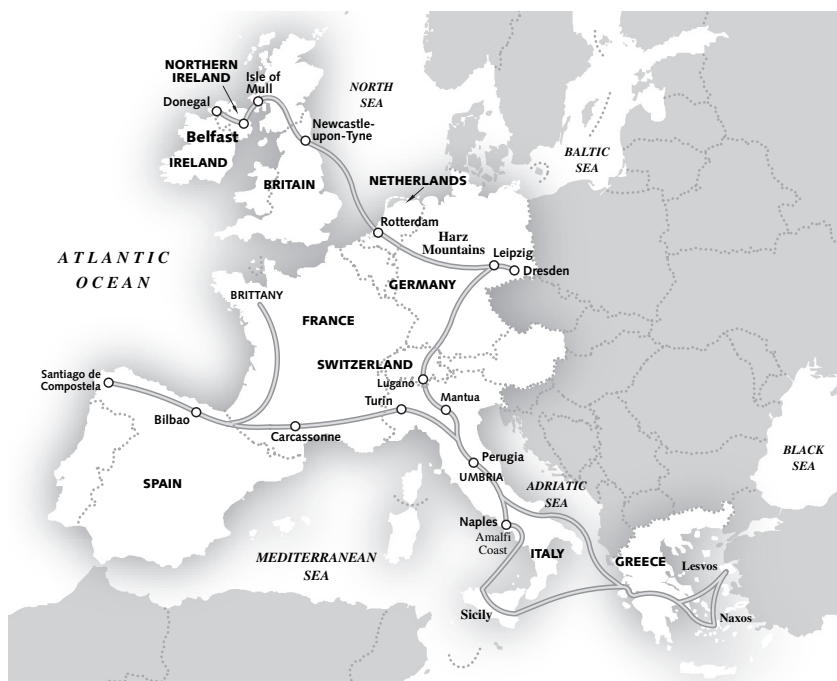 NORTHERN
IRELAND
Isle of
Mull
Donegal
Belfast
IRELAND
NORTH
SEA
Newcastle-
upon-Tyne
BRITAIN
BALTIC
SEA
NETHERLANDS
Rotterdam
Harz
Mountains
Leipzig
Dresden
ATLANTIC
OCEAN
GERMANY
BRITTANY
FRANCE
SWITZERLAND
Lugano
Santiago de
Compostela
Turin
Mantua
Bilbao
Carcassonne
BLACK
SEA
Perugia
UMBRIA
SPAIN
ADRIATIC
SEA
Naples
Amalfi
Coast
ITALY
MEDITERRANEAN
SEA
GREECE
Lesvos
Sicily
Naxos